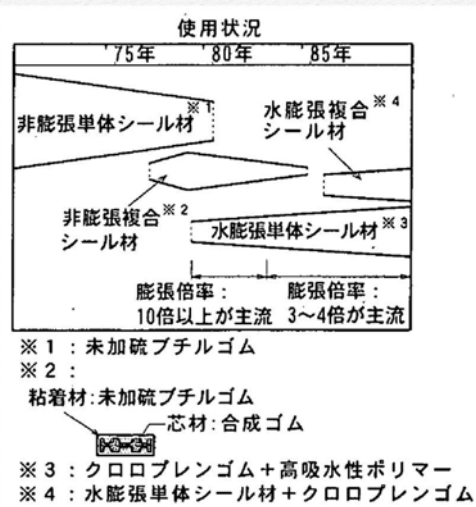 使用状況
'75年 '80年 '85年
非膨張単体シール材※1
水膨張複合※4
シール材
非膨張複合※2
シール材
水膨張単体シール材※3
膨張倍率：
10倍以上が主流
膨張倍率：
3～4倍が主流
※1：未加硫ブチルゴム
※2：
粘着材:未加硫ブチルゴム
芯材:合成ゴム
※3：クロロプレンゴム＋高吸水性ポリマー
※4：水膨張単体シール材＋クロロプレンゴム